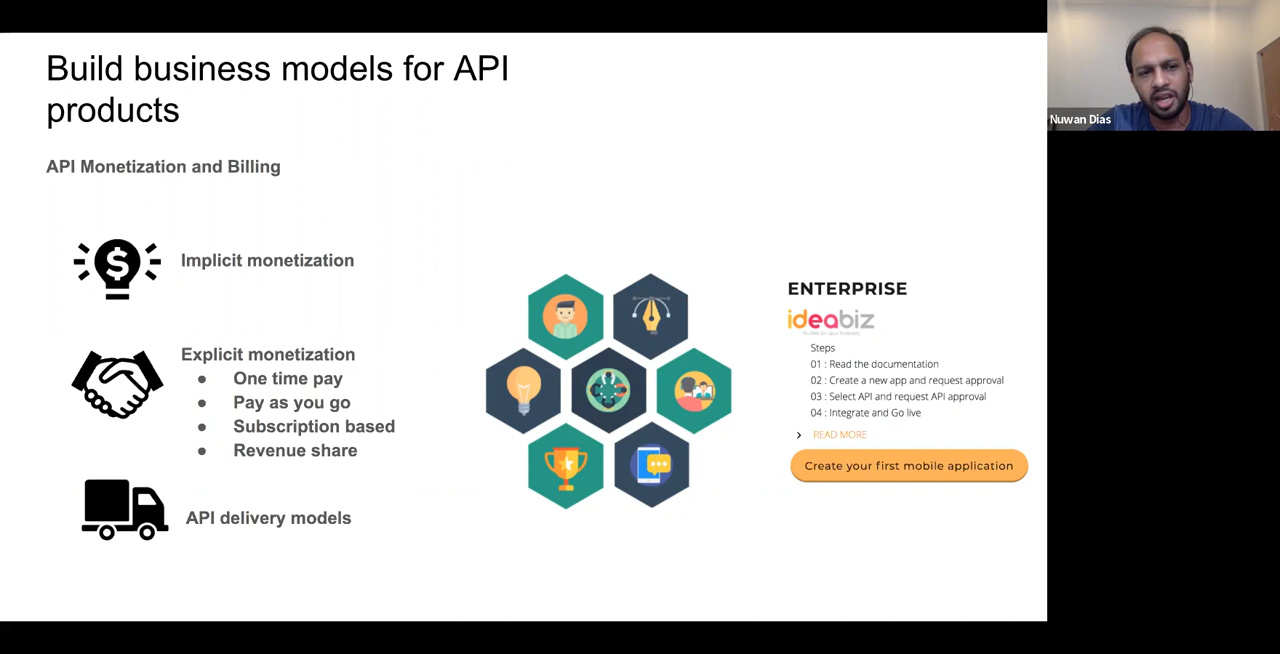 Build business models for API
products
API Monetization and Billing
Implicit monetization
Explicit monetization
● One time pay
● Pay as you go
● Subscription based
● Revenue share
API delivery models
$
ENTERPRISE
ideabiz
Steps
01 : Read the documentation
02 : Create a new app and request approval
03 : Select API and request API approval
04 : Integrate and Go live
› READ MORE
Create your first mobile application
Nuwan Dias